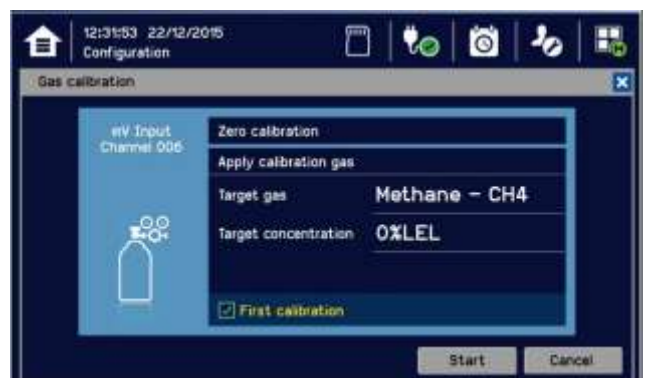 12:31:53 22/12/2015
Configuration
Gas calibration
mV Input
Channel 006
Zero calibration
Apply calibration gas
Target gas Methane - CH4
Target concentration 0%LEL
First calibration
Start Cancel